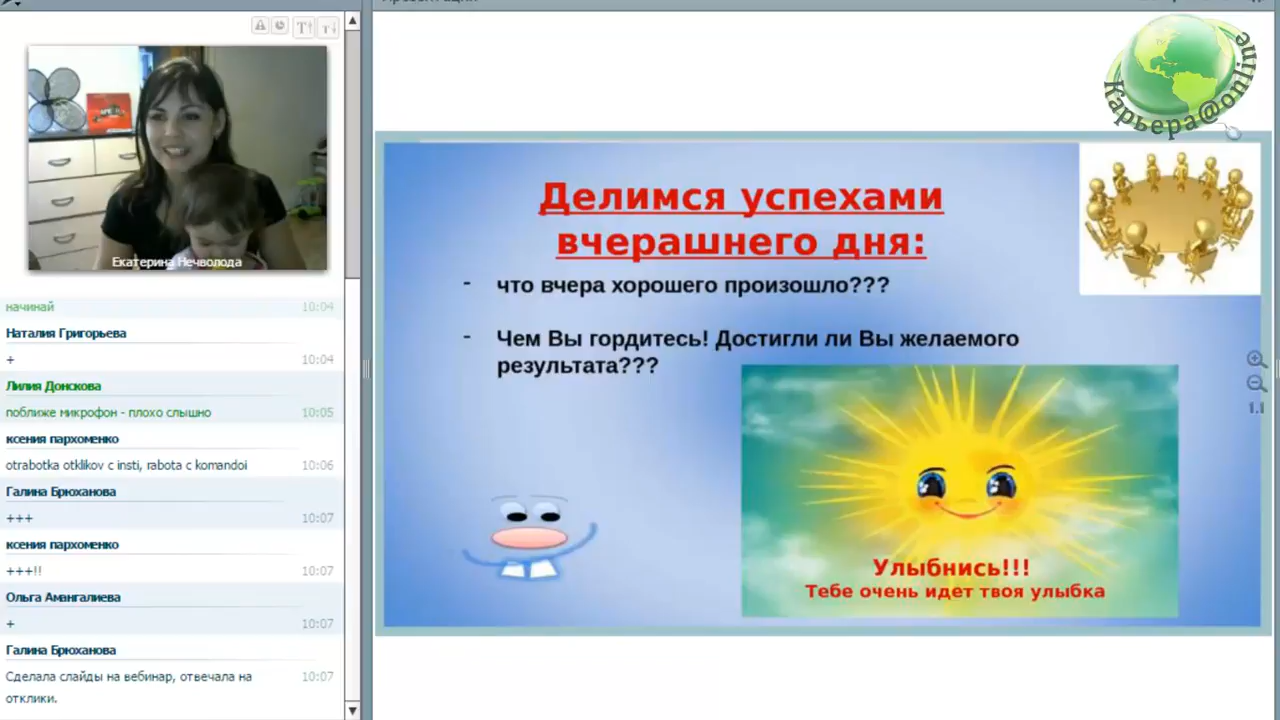 Екатерина Нечволода
начинай 10:04
Наталия Григорьева
+ 10:04
Лилия Донскова
поближе микрофон - плохо слышно 10:05
ксения пархоменко
otrabotka otklikov c insti, rabota c komandoi 10:06
Галина Брюханова
+++ 10:07
ксения пархоменко
+++!! 10:07
Ольга Амангалиева
+ 10:07
Галина Брюханова
Сделала слайды на вебинар, отвечала на 10:07
отклики.
Карьера@online
Делимся успехами
вчерашнего дня:
- что вчера хорошего произошло???
- Чем Вы гордитесь! Достигли ли Вы желаемого
результата???
Улыбнись!!!
Тебе очень идет твоя улыбка
1:1